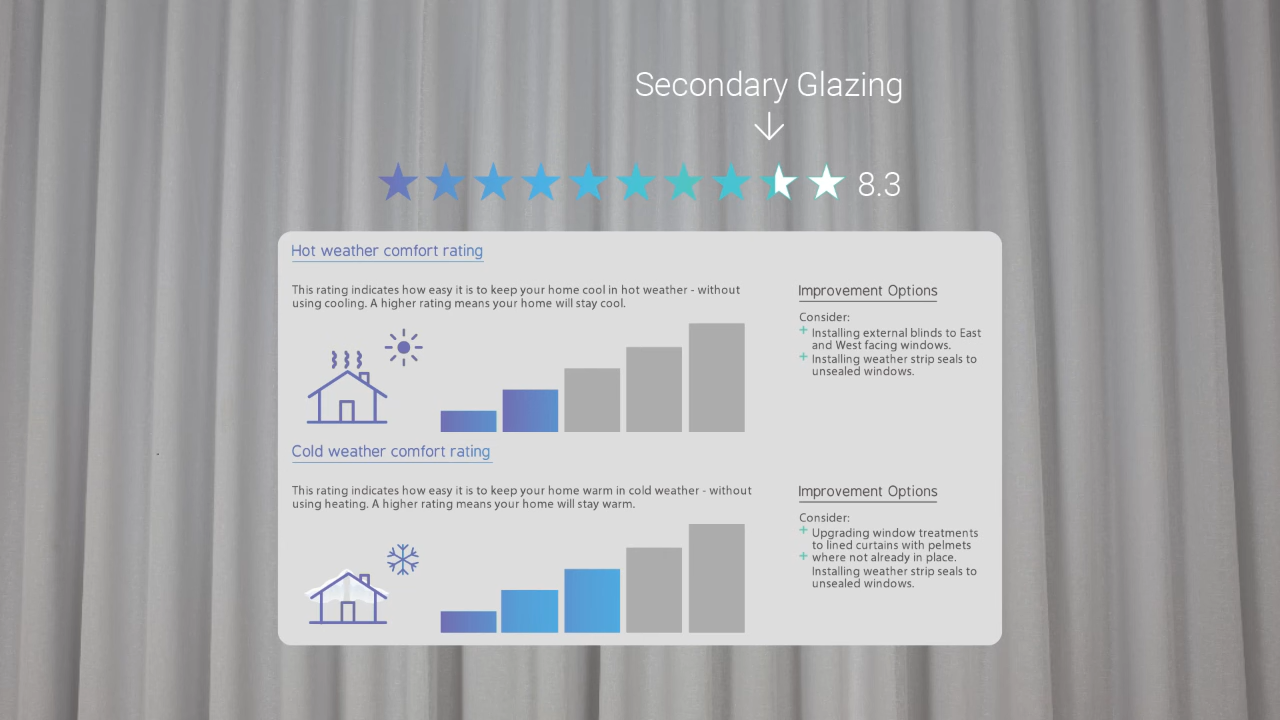 Secondary Glazing
8.3
Hot weather comfort rating
This rating indicates how easy it is to keep your home cool in hot weather - without
using cooling. A higher rating means your home will stay cool.
Improvement Options
Consider:
+ Installing external blinds to East
and West facing windows.
+ Installing weather strip seals to
unsealed windows.
Cold weather comfort rating
This rating indicates how easy it is to keep your home warm in cold weather - without
using heating. A higher rating means your home will stay warm.
Improvement Options
Consider:
+ Upgrading window treatments
to lined curtains with pelmets
+ where not already in place.
Installing weather strip seals to
unsealed windows.